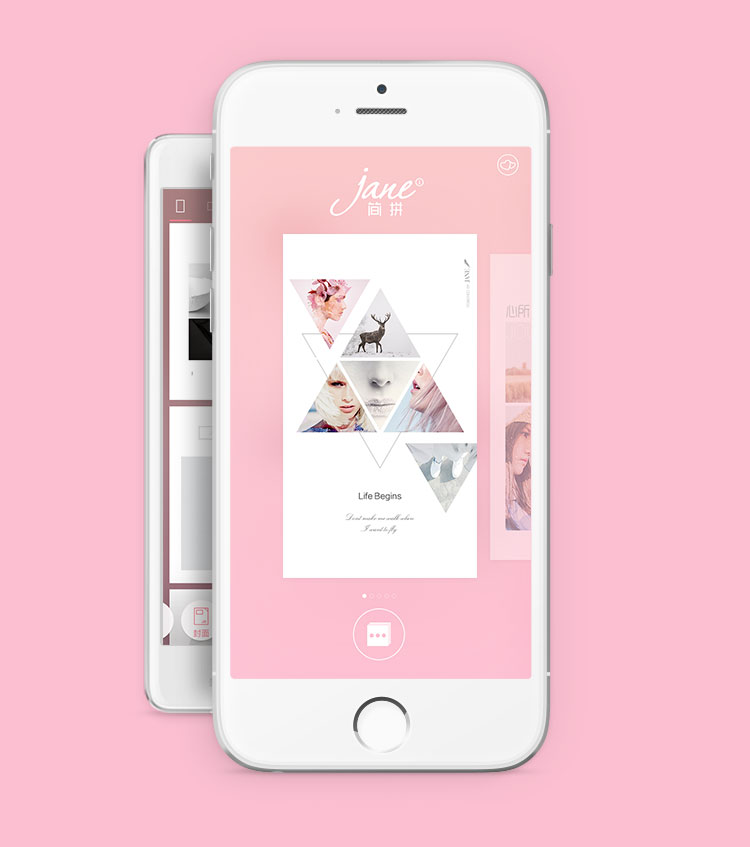 jane
简拼
JANE
心所
Life Begins
Dont make me walk when
I want to fly
封面